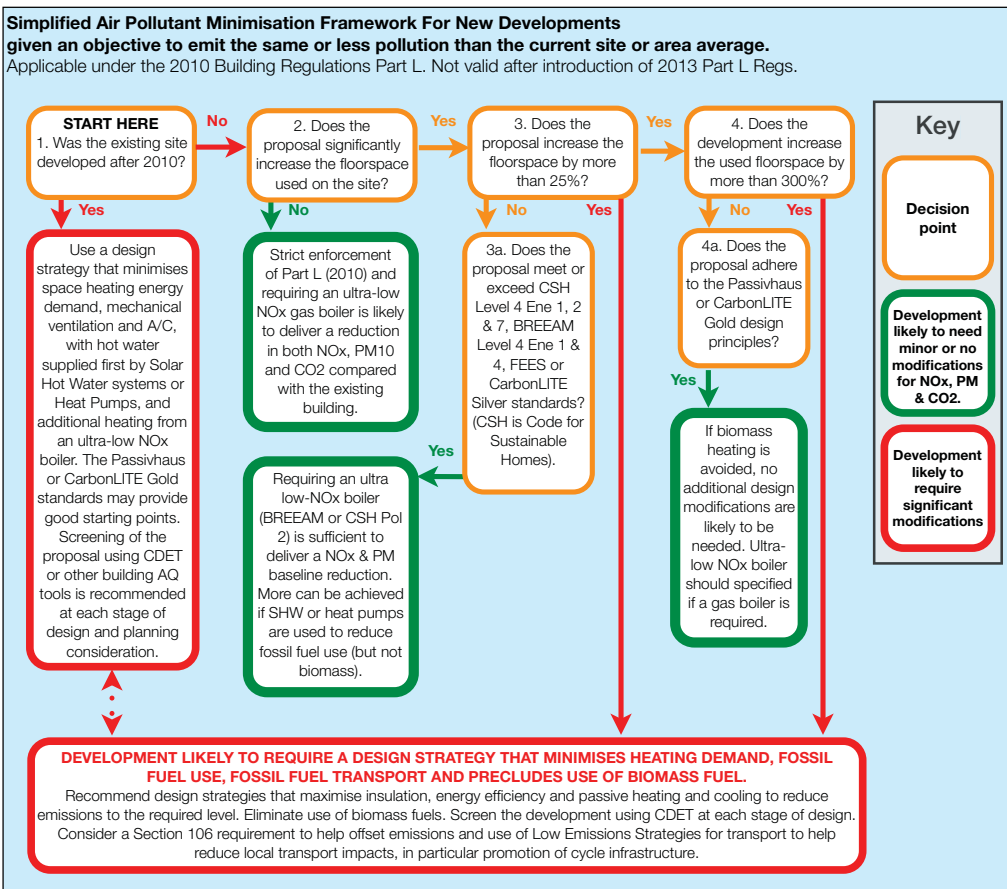 Simplified Air Pollutant Minimisation Framework For New Developments
given an objective to emit the same or less pollution than the current site or area average.
Applicable under the 2010 Building Regulations Part L. Not valid after introduction of 2013 Part L Regs.
START HERE
1. Was the existing site
developed after 2010?
No
2. Does the
proposal significantly
increase the floorspace
used on the site?
Yes
3. Does the
proposal increase the
floorspace by more
than 25%?
Yes
4. Does the
development increase
the used floorspace by
more than 300%?
Yes
No
No
Yes
No
Yes
Use a design
strategy that minimises
space heating energy
demand, mechanical
ventilation and A/C,
with hot water
supplied first by Solar
Hot Water systems or
Heat Pumps, and
additional heating from
an ultra-low NOx
boiler. The Passivhaus
or CarbonLITE Gold
standards may provide
good starting points.
Screening of the
proposal using CDET
or other building AQ
tools is recommended
at each stage of
design and planning
consideration.
Strict enforcement
of Part L (2010) and
requiring an ultra-low
NOx gas boiler is likely
to deliver a reduction
in both NOx, PM10
and CO2 compared
with the existing
building.
3a. Does the
proposal meet or
exceed CSH
Level 4 Ene 1, 2
& 7, BREEAM
Level 4 Ene 1 &
4, FEES or
CarbonLITE
Silver standards?
(CSH is Code for
Sustainable
Homes).
Yes
Requiring an ultra
low-NOx boiler
(BREEAM or CSH Pol
2) is sufficient to
deliver a NOx & PM
baseline reduction.
More can be achieved
if SHW or heat pumps
are used to reduce
fossil fuel use (but not
biomass).
4a. Does the
proposal adhere
to the Passivhaus
or CarbonLITE
Gold design
principles?
Yes
If biomass
heating is
avoided, no
additional design
modifications are
likely to be
needed. Ultra-
low NOx boiler
should specified
if a gas boiler is
required.
Key
Decision
point
Development
likely to need
minor or no
modifications
for NOx, PM
& CO2.
Development
likely to
require
significant
modifications
DEVELOPMENT LIKELY TO REQUIRE A DESIGN STRATEGY THAT MINIMISES HEATING DEMAND, FOSSIL
FUEL USE, FOSSIL FUEL TRANSPORT AND PRECLUDES USE OF BIOMASS FUEL.
Recommend design strategies that maximise insulation, energy efficiency and passive heating and cooling to reduce
emissions to the required level. Eliminate use of biomass fuels. Screen the development using CDET at each stage of design.
Consider a Section 106 requirement to help offset emissions and use of Low Emissions Strategies for transport to help
reduce local transport impacts, in particular promotion of cycle infrastructure.